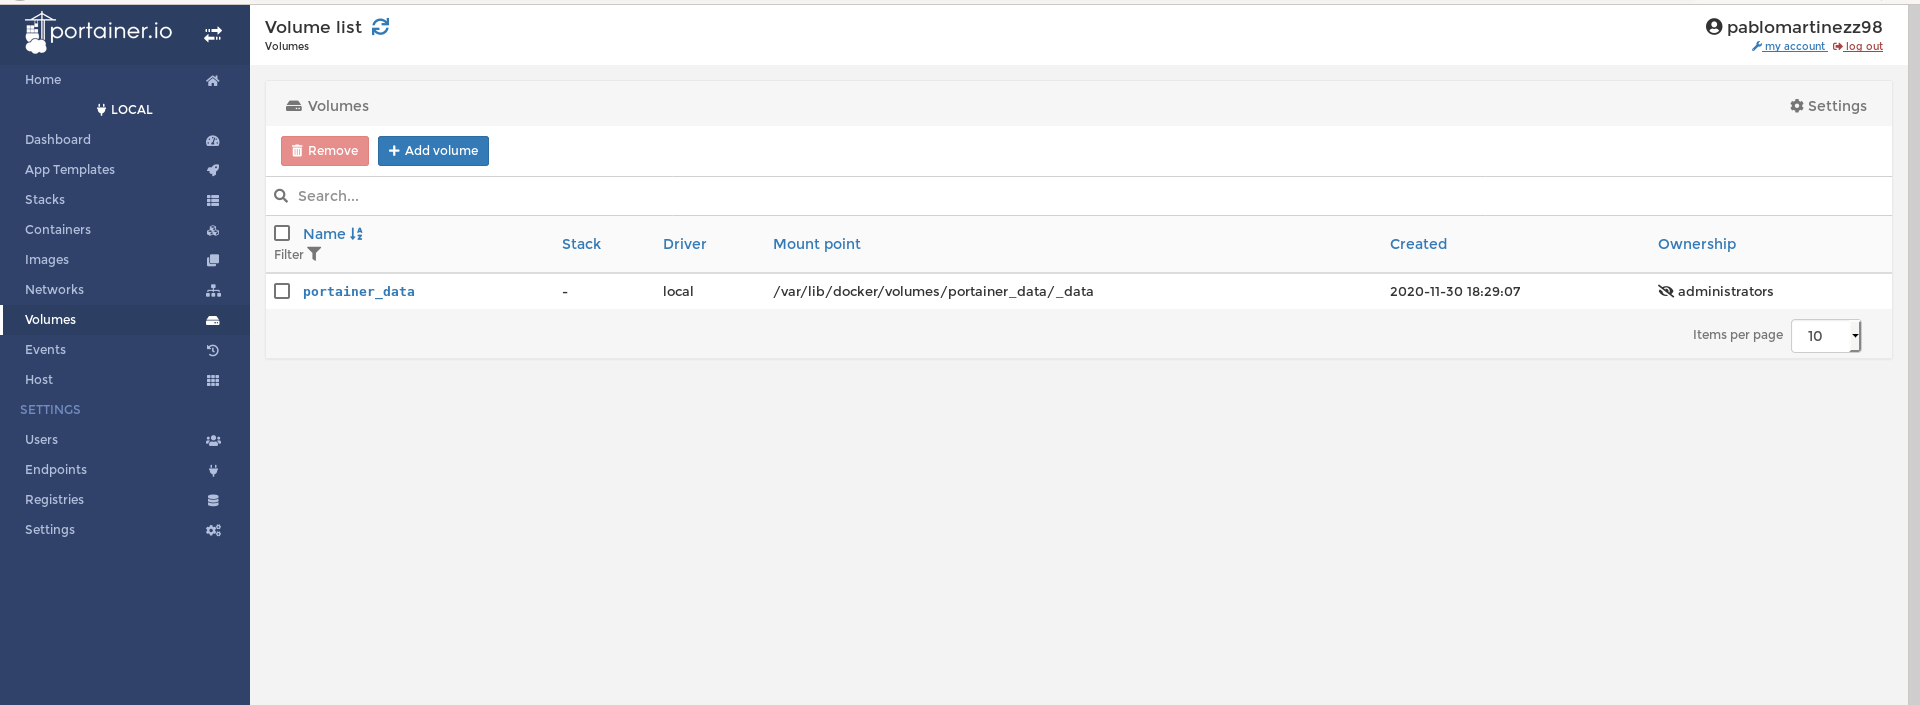 portainer.io
Home
LOCAL
Dashboard
App Templates
Stacks
Containers
Images
Networks
Volumes
Events
Host
SETTINGS
Users
Endpoints
Registries
Settings
Volume list
Volumes
pablomartinezz98
my account log out
Volumes
Settings
Remove Add volume
Search...
Name Stack Driver Mount point Created Ownership
Filter
portainer_data - local /var/lib/docker/volumes/portainer_data/_data 2020-11-30 18:29:07 administrators
Items per page 10